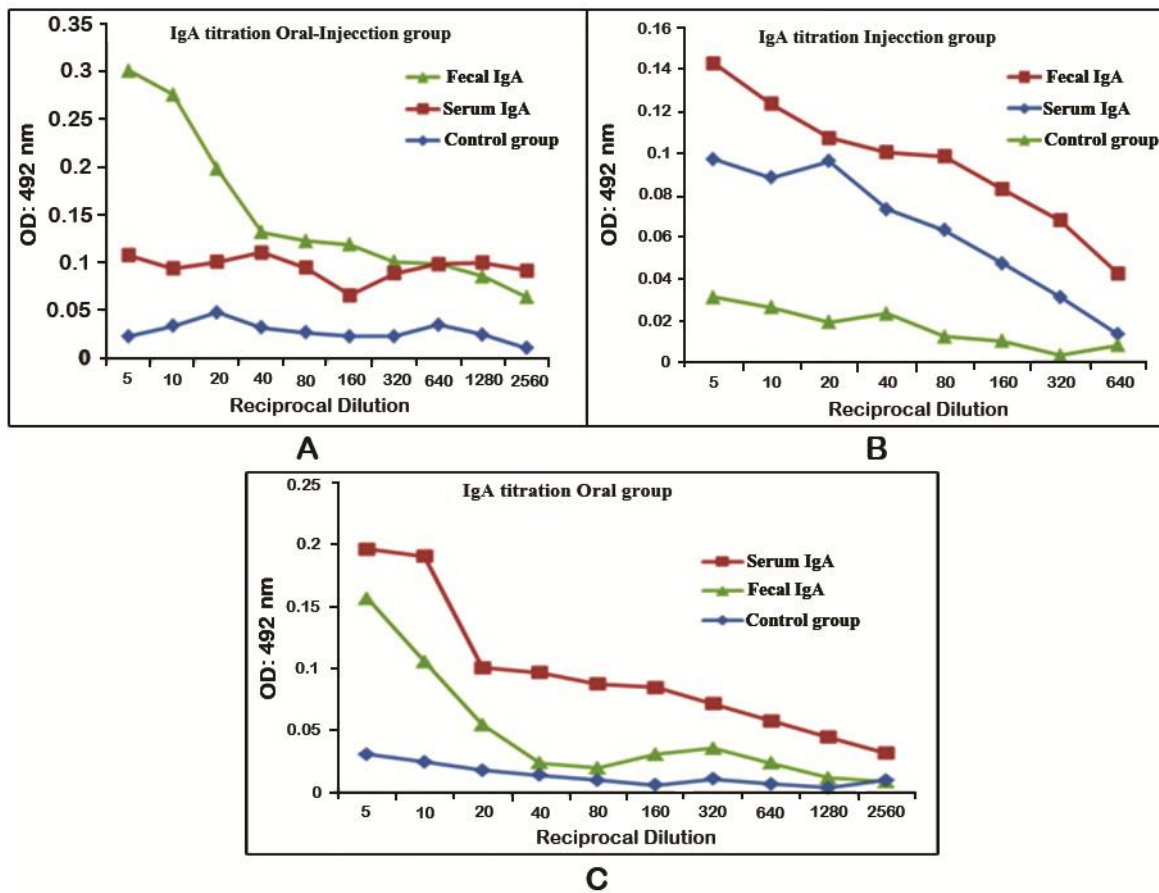 IgA titration Oral-Injecction group
0.35
0.3
0.25
0.2
0.15
0.1
0.05
0
OD: 492 nm
Fecal IgA
Serum IgA
Control group
5 10 20 40 80 160 320 640 1280 2560
Reciprocal Dilution
A
IgA titration Injecction group
0.16
0.14
0.12
0.1
0.08
0.06
0.04
0.02
0
OD: 492 nm
Fecal IgA
Serum IgA
Control group
5 10 20 40 80 160 320 640
Reciprocal Dilution
B
IgA titration Oral group
0.25
0.2
0.15
0.1
0.05
0
OD: 492 nm
Serum IgA
Fecal IgA
Control group
5 10 20 40 80 160 320 640 1280 2560
Reciprocal Dilution
C